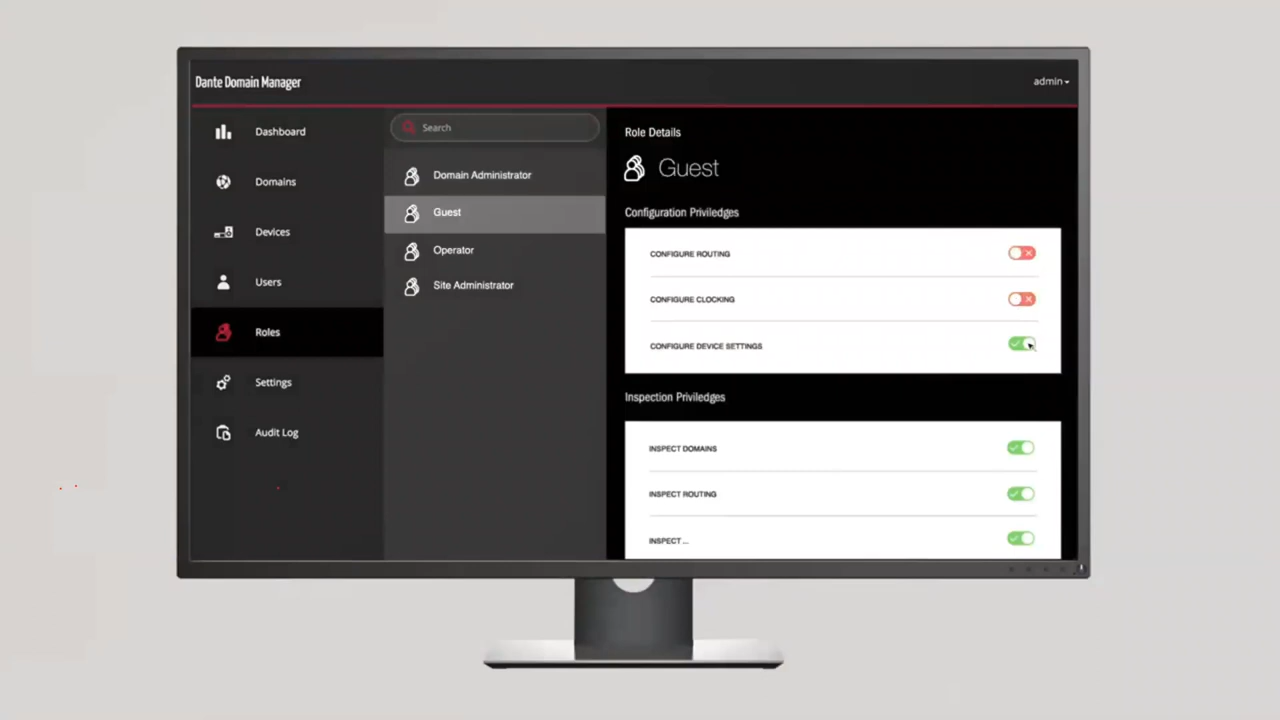 Dante Domain Manager
admin
Dashboard
Domains
Devices
Users
Roles
Settings
Audit Log
Search
Domain Administrator
Guest
Operator
Site Administrator
Role Details
Guest
Configuration Priviledges
CONFIGURE ROUTING
CONFIGURE CLOCKING
CONFIGURE DEVICE SETTINGS
Inspection Priviledges
INSPECT DOMAINS
INSPECT ROUTING
INSPECT ...